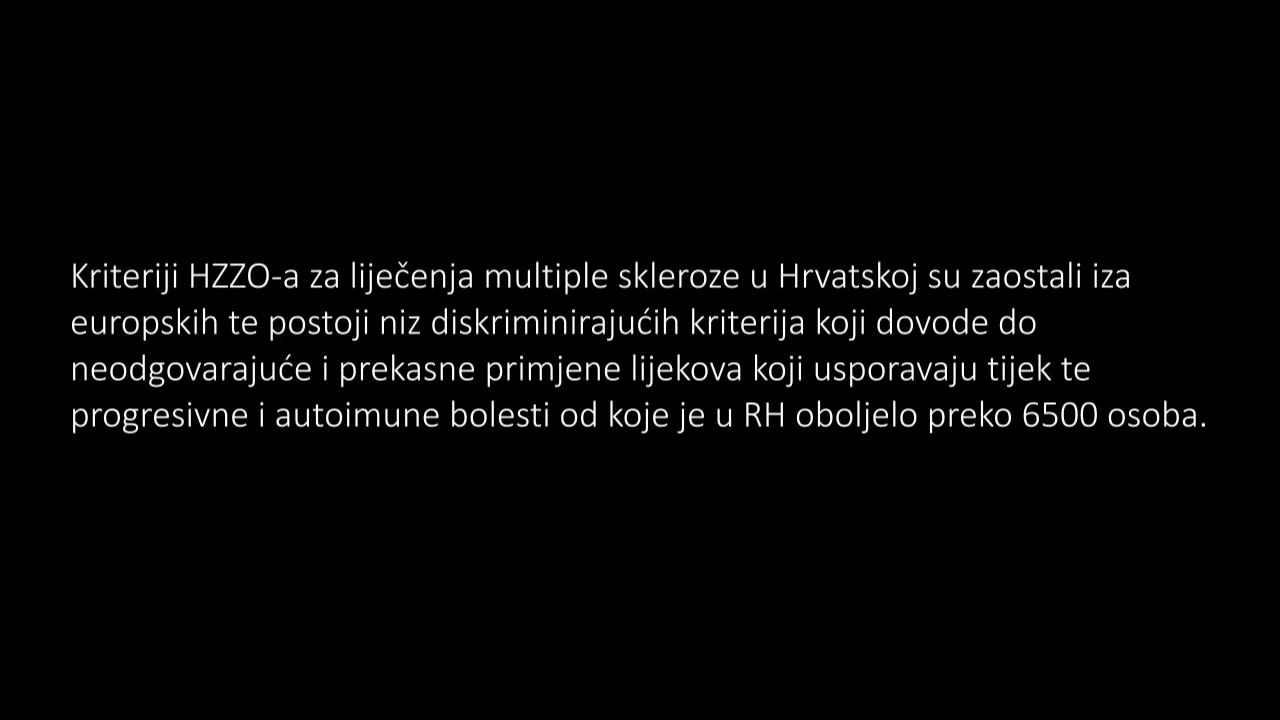 Kriteriji HZZO-a za liječenja multiple skleroze u Hrvatskoj su zaostali iza
europskih te postoji niz diskriminirajućih kriterija koji dovode do
neodgovarajuće i prekasne primjene lijekova koji usporavaju tijek te
progresivne i autoimune bolesti od koje je u RH oboljelo preko 6500 osoba.